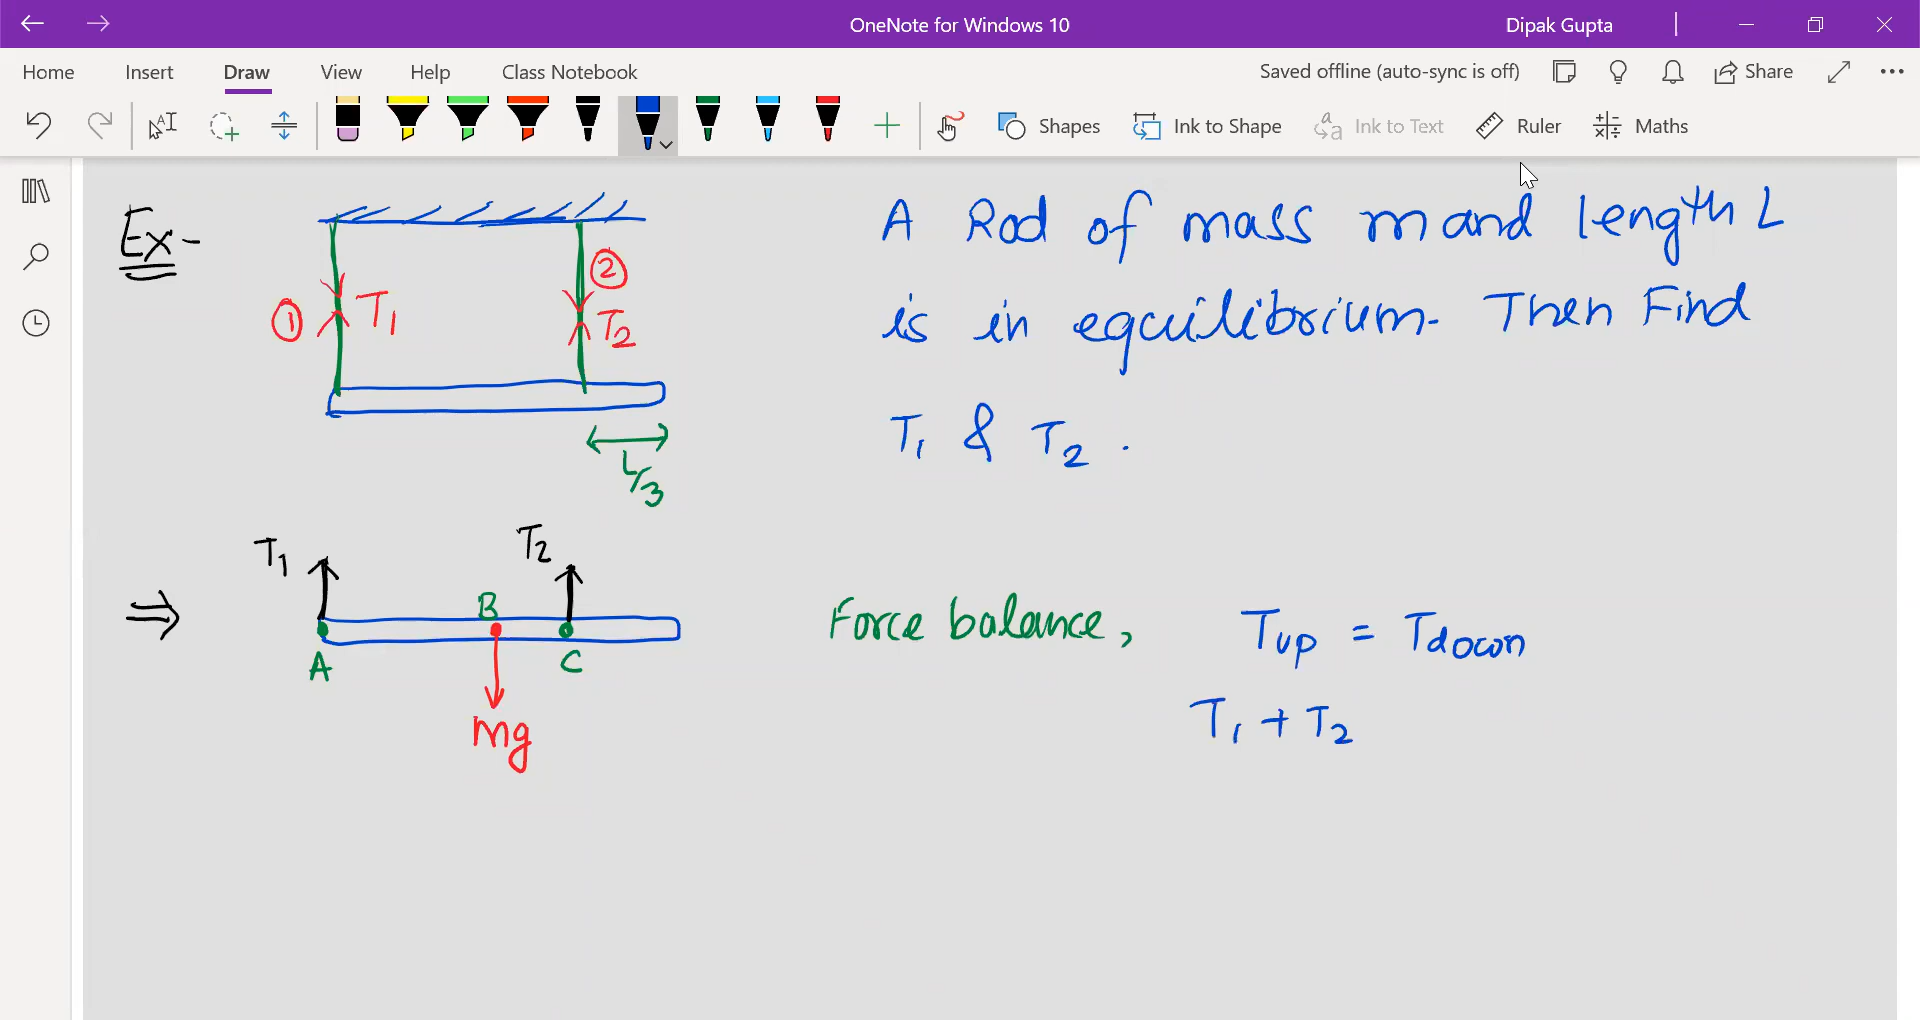 OneNote for Windows 10
Dipak Gupta
Home Insert Draw View Help Class Notebook
Saved offline (auto-sync is off) Share
Shapes Ink to Shape Ink to Text Ruler Maths
Ex-
A Rod of mass m and length L
is in equilibrium. Then Find
T1 & T2 .
① T1
② T2
L/3
⇒
T1 T2
A B C
mg
Force balance, Tup = Tdown
T1 + T2